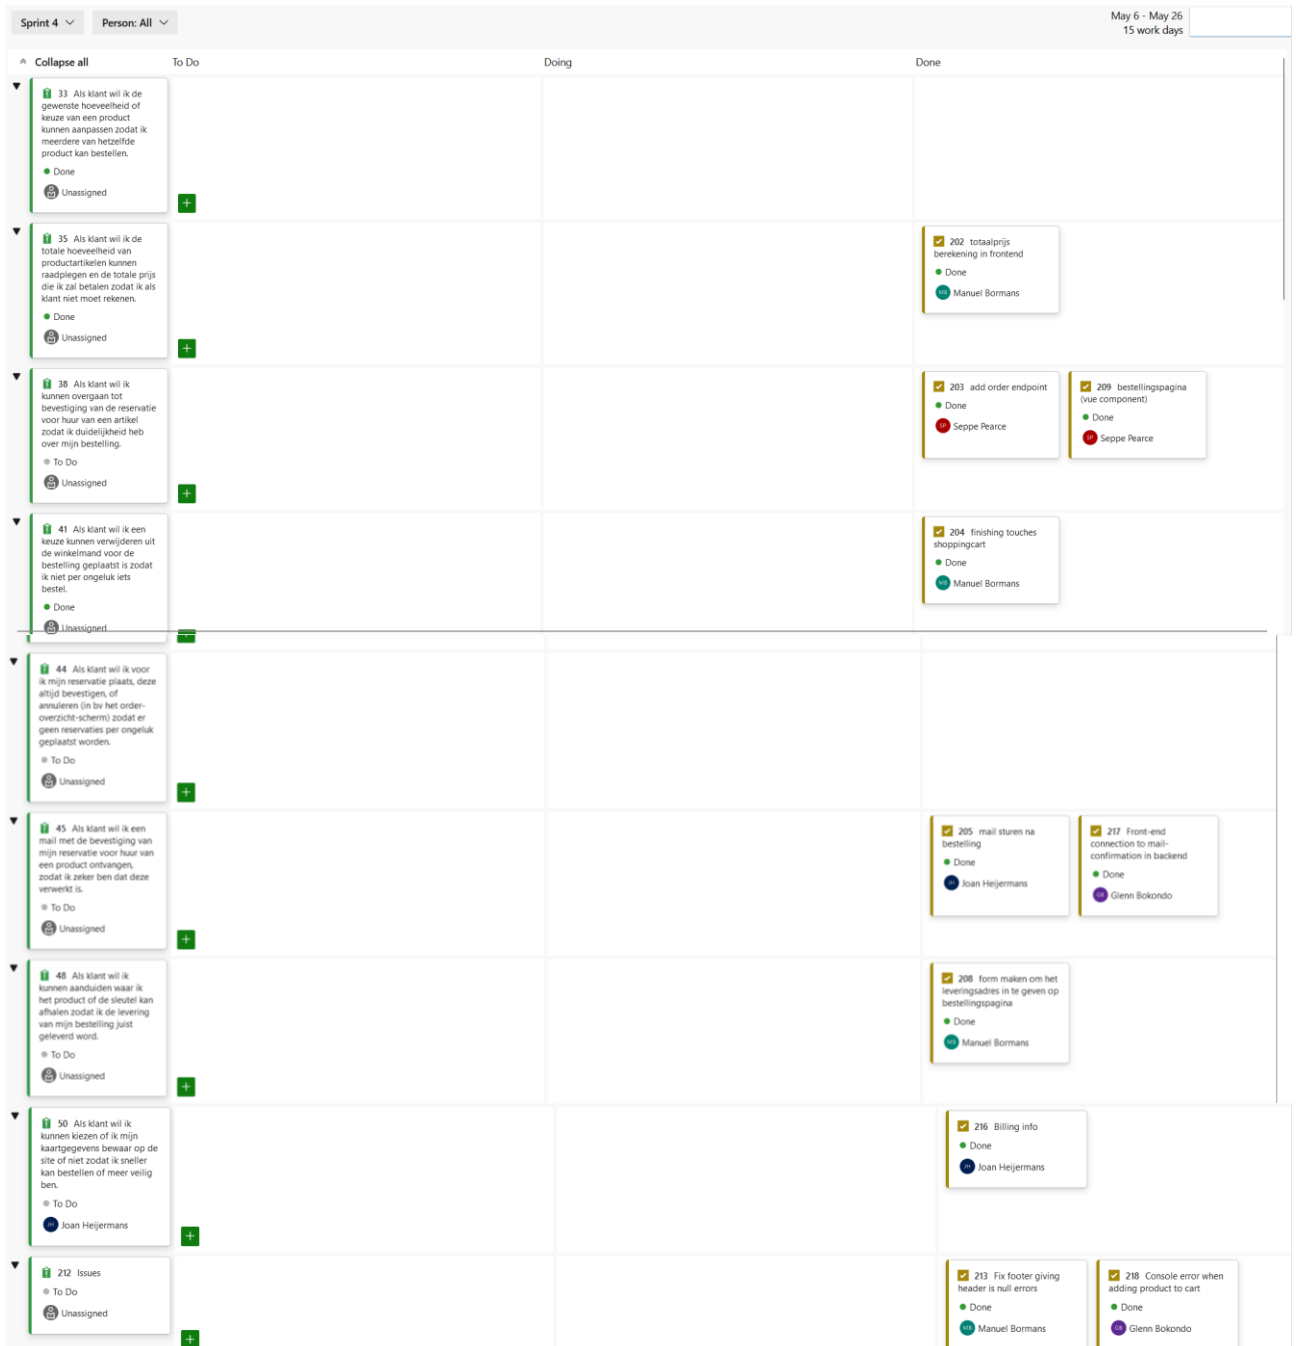 Sprint 4
Person: All
May 6 - May 26
15 work days
Collapse all
To Do
Doing
Done
33 Als klant wil ik de
gewenste hoeveelheid of
keuze van een product
kunnen aanpassen zodat ik
meerdere van hetzelfde
product kan bestellen.
Done
Unassigned
35 Als klant wil ik de
totale hoeveelheid van
productartikelen kunnen
raadplegen en de totale prijs
die ik zal betalen zodat ik als
klant niet moet rekenen.
Done
Unassigned
202 totaalprijs
berekening in frontend
Done
MB Manuel Bormans
38 Als klant wil ik
kunnen overgaan tot
bevestiging van de reservatie
voor huur van een artikel
zodat ik duidelijkheid heb
over mijn bestelling.
To Do
Unassigned
203 add order endpoint
Done
SP Seppe Pearce
209 bestellingspagina
(vue component)
Done
SP Seppe Pearce
41 Als klant wil ik een
keuze kunnen verwijderen uit
de winkelmand voor de
bestelling geplaatst is zodat
ik niet per ongeluk iets
bestel.
Done
Unassigned
204 finishing touches
shoppingcart
Done
MB Manuel Bormans
44 Als klant wil ik voor
ik mijn reservatie plaats, deze
altijd bevestigen, of
annuleren (in bv het order-
overzicht-scherm) zodat er
geen reservaties per ongeluk
geplaatst worden.
To Do
Unassigned
45 Als klant wil ik een
mail met de bevestiging van
mijn reservatie voor huur van
een product ontvangen,
zodat ik zeker ben dat deze
verwerkt is.
To Do
Unassigned
205 mail sturen na
bestelling
Done
JH Joan Heijermans
217 Front-end
connection to mail-
confirmation in backend
Done
GB Glenn Bokondo
48 Als klant wil ik
kunnen aanduiden waar ik
het product of de sleutel kan
afhalen zodat ik de levering
van mijn bestelling juist
geleverd word.
To Do
Unassigned
208 form maken om het
leveringsadres in te geven op
bestellingspagina
Done
MB Manuel Bormans
50 Als klant wil ik
kunnen kiezen of ik mijn
kaartgegevens bewaar op de
site of niet zodat ik sneller
kan bestellen of meer veilig
ben.
To Do
JH Joan Heijermans
216 Billing info
Done
JH Joan Heijermans
212 Issues
To Do
Unassigned
213 Fix footer giving
header is null errors
Done
MB Manuel Bormans
218 Console error when
adding product to cart
Done
GB Glenn Bokondo